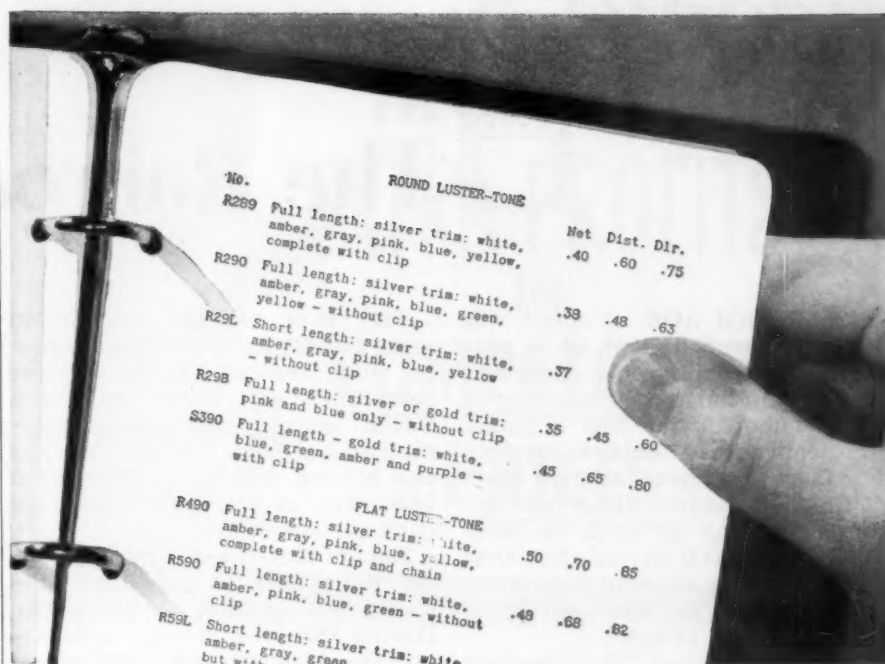 No. ROUND LUSTER-TONE
Net Dist. Dlr.
R289 Full length: silver trim: white, .40 .60 .75
amber, gray, pink, blue, yellow,
complete with clip
R290 Full length: silver trim: white, .38 .48 .63
amber, gray, pink, blue, green,
yellow - without clip
R29L Short length: silver trim: white, .37
amber, gray, pink, blue, yellow
- without clip
R29B Full length: silver or gold trim: .35 .45 .60
pink and blue only - without clip
S390 Full length - gold trim: white, .45 .65 .80
blue, green, amber and purple -
with clip
FLAT LUSTER-TONE
R490 Full length: silver trim: white, .50 .70 .85
amber, gray, pink, blue, yellow,
complete with clip and chain
R590 Full length: silver trim: white, .48 .68 .82
amber, pink, blue, green - without
clip
R59L Short length: silver trim: white
amber, gray, green
but